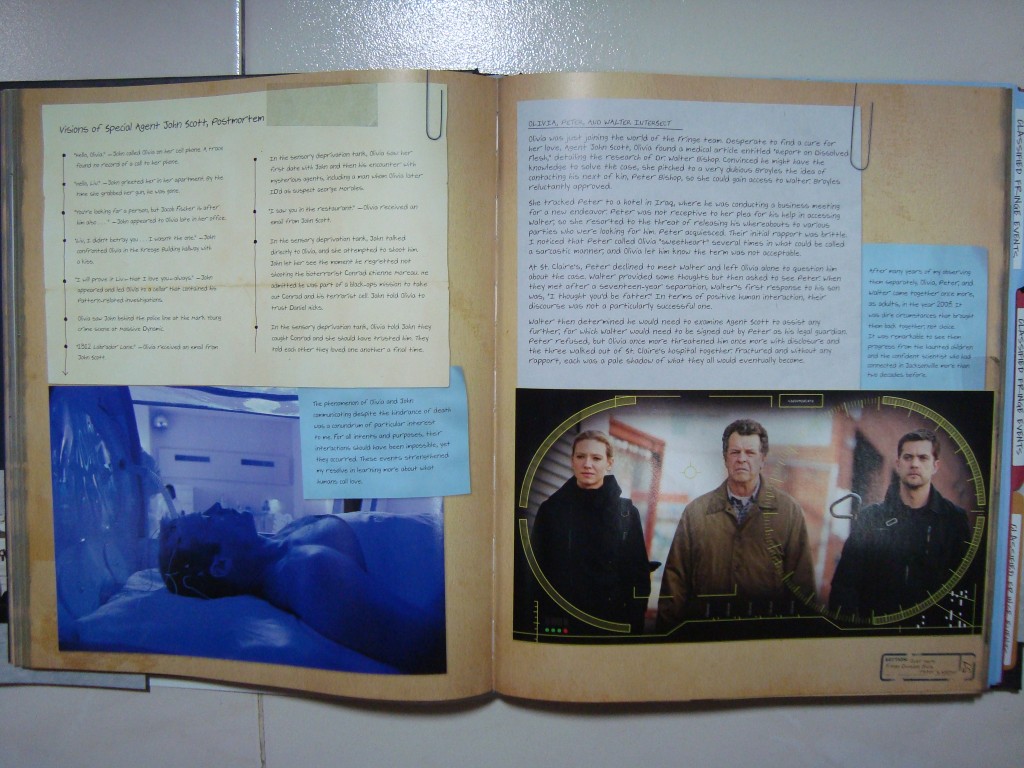 Visions of Special Agent John Scott, Postmortem
"Hello, Olivia." —John called Olivia on her cell phone. A trace
found no record of a call to her phone.
"Hello, Liv." —John greeted her in her apartment. By the
time she grabbed her gun, he was gone.
"You're looking for a person, but Jacob Fischer is after
him also. . . ." —John appeared to Olivia late in her office.
"Liv, I didn't betray you. . . . I wasn't the one." —John
confronted Olivia in the Federal Building hallway with
a kiss.
"I will prove it Liv—that I love you always." —John
appeared and led Olivia to a cellar that contained his
Pattern-related investigations.
Olivia saw John behind the police line at the Mark Young
crime scene at Massive Dynamic.
"1312 Labrador Lane." —Olivia received an email from
John Scott.
In the sensory deprivation tank, Olivia saw her
first date with John and then his encounter with
mysterious agents, including a man whom Olivia later
IDd as suspect George Morales.
"I saw you in the restaurant." —Olivia received an
email from John Scott.
In the sensory deprivation tank, John talked
directly to Olivia, and she attempted to shoot him.
John let her see the moment he regretted not
shooting the bioterrorist Conrad Etienne Moreau. He
admitted he was part of a black-ops mission to take
out Conrad and his terrorist cell. John told Olivia to
trust Daniel Hicks.
In the sensory deprivation tank, Olivia told John they
caught Conrad and she should have trusted him. They
told each other they loved one another a final time.
The phenomenon of Olivia and John
communicating despite the hindrance of death
was a conundrum of particular interest
to me. For all intents and purposes, their
interactions should have been impossible, yet
they occurred. These events strengthened
my resolve in learning more about what
humans call love.
OLIVIA, PETER, AND WALTER INTERSECT
Olivia was just joining the world of the Fringe team. Desperate to find a cure for
her love, Agent John Scott, Olivia found a medical article entitled "Report on Dissolved
Flesh," detailing the research of Dr. Walter Bishop. Convinced he might have the
knowledge to solve the case, she pitched to a very dubious Broyles the idea of
contacting his next of kin, Peter Bishop, so she could gain access to Walter. Broyles
reluctantly approved.
She tracked Peter to a hotel in Iraq, where he was conducting a business meeting
for a new endeavor. Peter was not receptive to her plea for his help in accessing
Walter, so she resorted to the threat of releasing his whereabouts to various
parties who were looking for him. Peter acquiesced. Their initial rapport was brittle.
I noticed that Peter called Olivia "sweetheart" several times in what could be called
a sarcastic manner, and Olivia let him know the term was not acceptable.
At St. Claire's, Peter declined to meet Walter and left Olivia alone to question him
about the case. Walter provided some thoughts but then asked to see Peter. When
they met after a seventeen-year separation, Walter's first response to his son
was, "I thought you'd be fatter." In terms of positive human interaction, their
discourse was not a particularly successful one.
Walter then determined he would need to examine Agent Scott to assist any
further, for which Walter would need to be signed out by Peter as his legal guardian.
Peter refused, but Olivia once more threatened him once more with disclosure and
the three walked out of St. Claire's hospital together. Fractured and without any
rapport, each was a pale shadow of what they all would eventually become.
After many years of my observing
them separately, Olivia, Peter, and
Walter came together once more,
as adults, in the year 2008. It
was dire circumstances that brought
them back together, not choice.
It was remarkable to see them
progress from the haunted children
and the confident scientist who had
connected in Jacksonville more than
two decades before.
CLASSIFIED FRINGE EVENTS
CLASSIFIED FRINGE EVENTS
CLASSIFIED FRINGE EVENTS